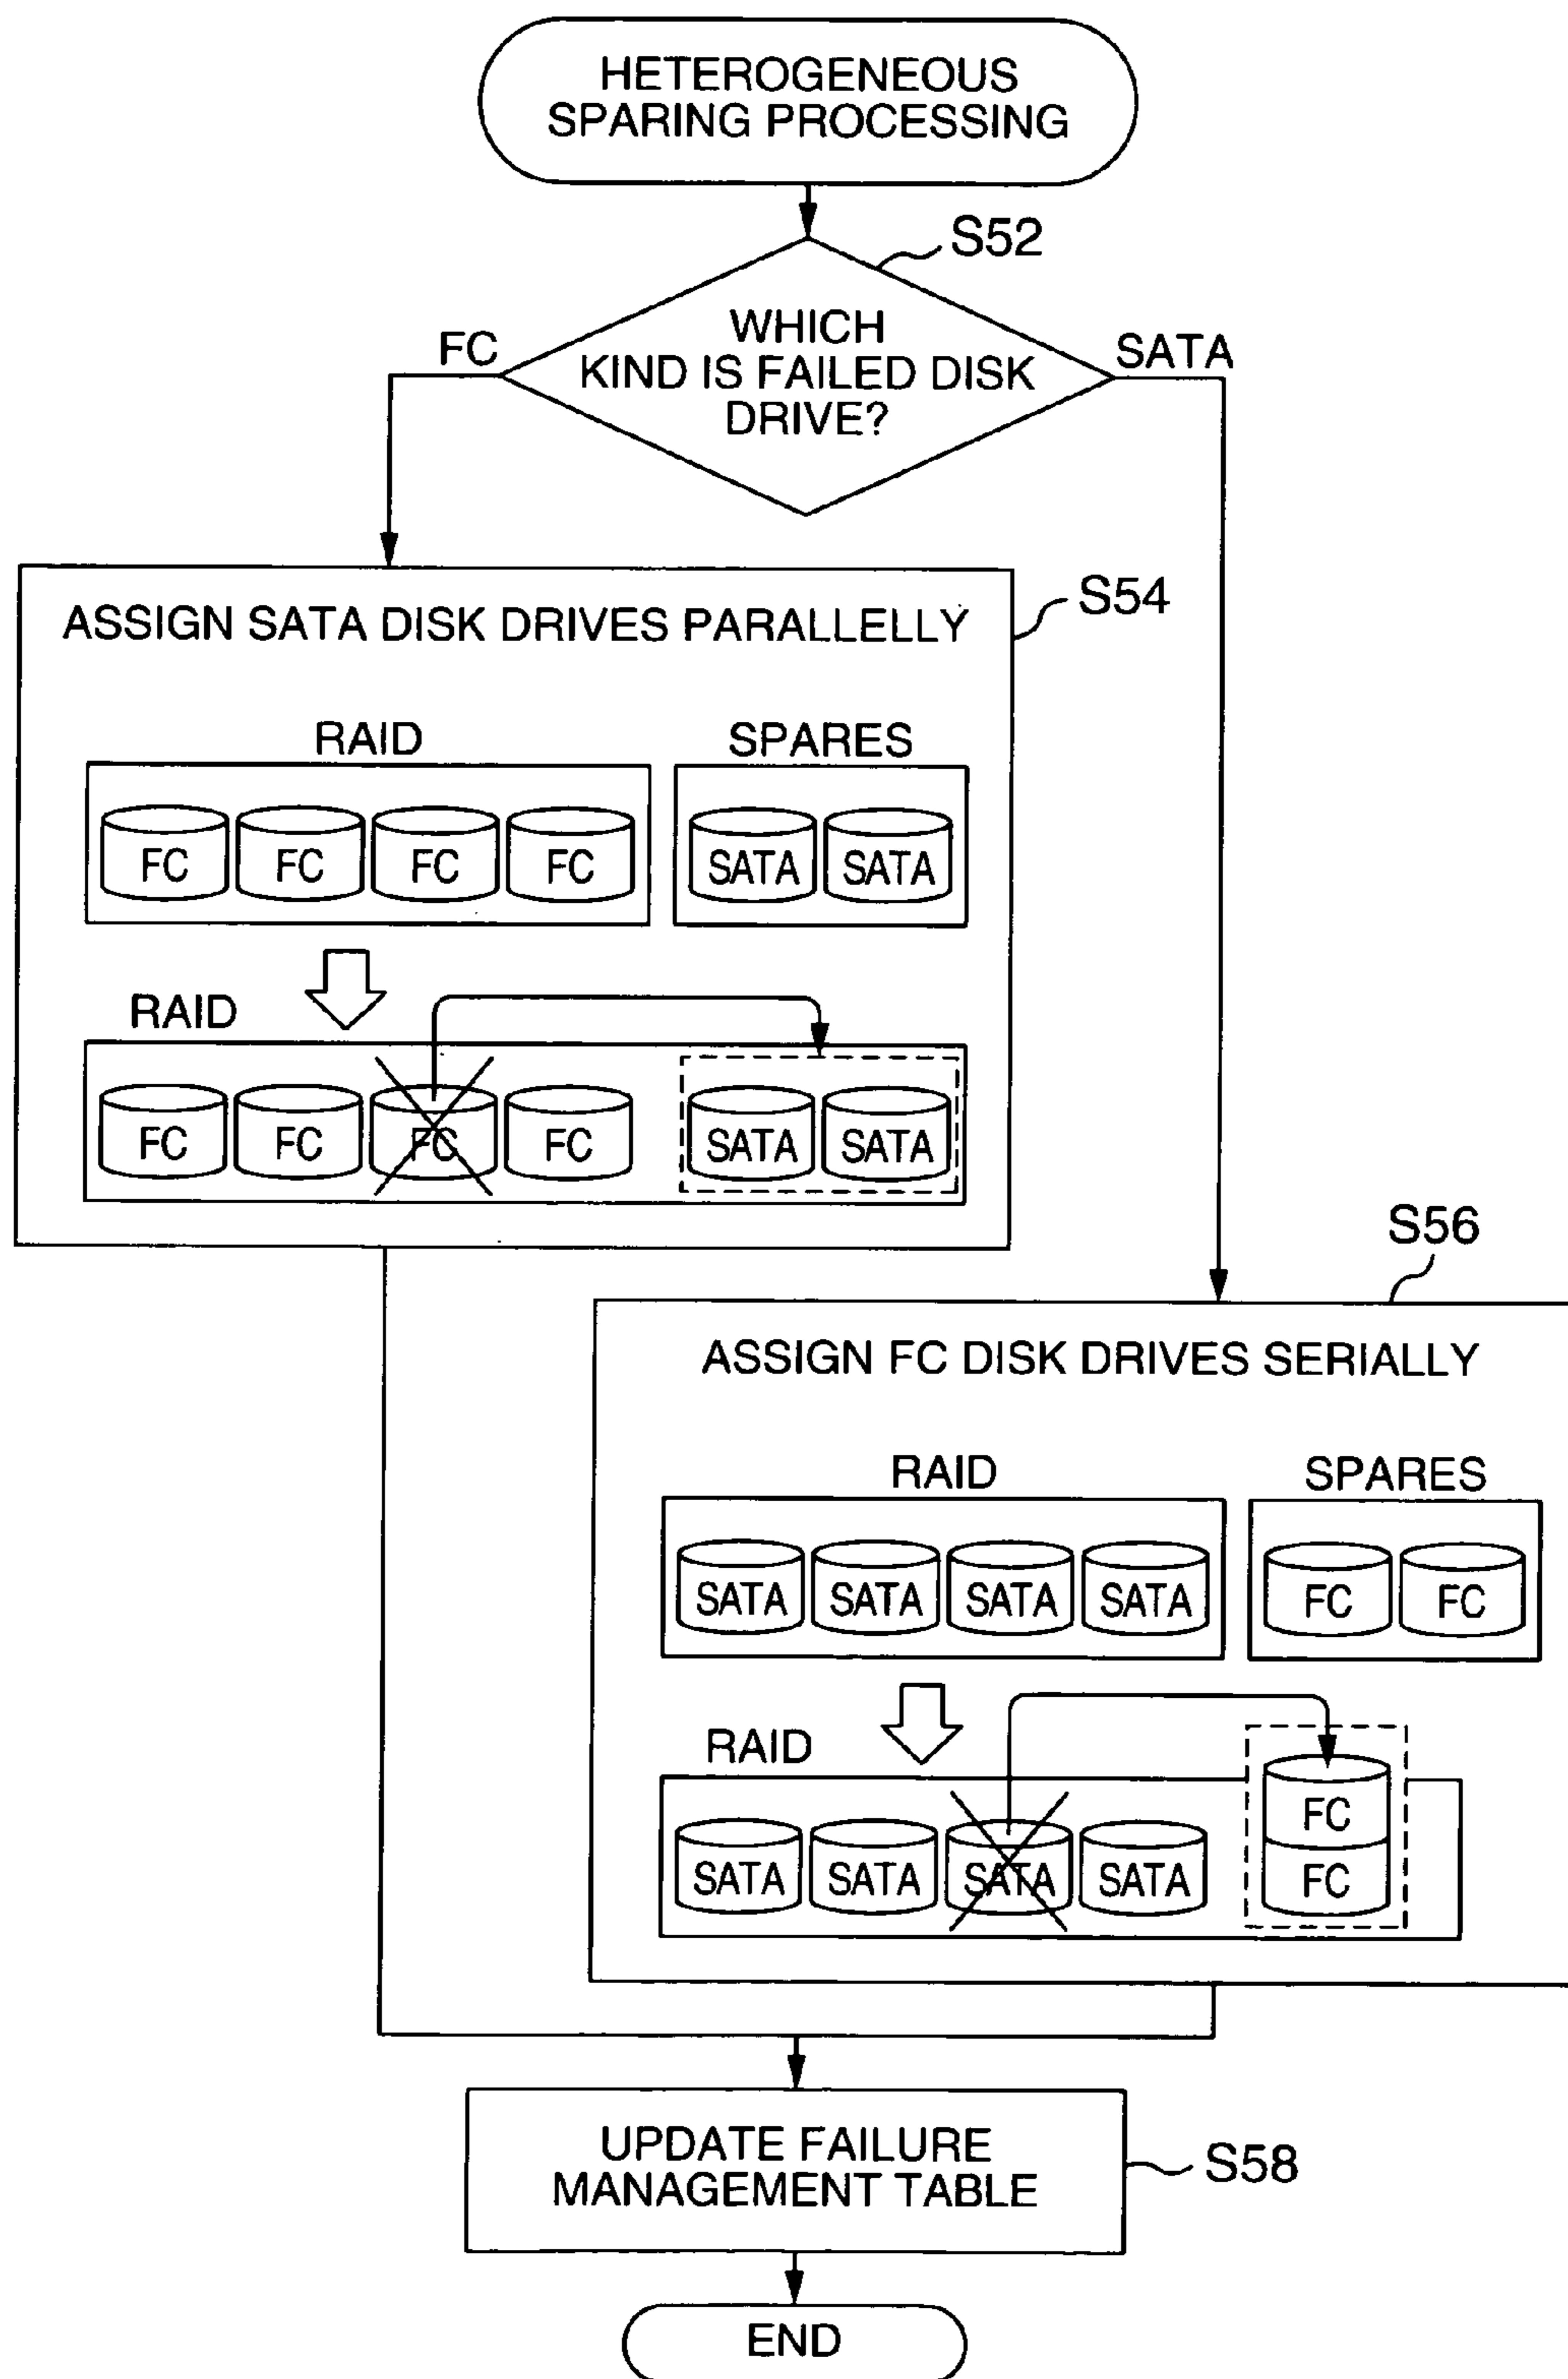 HETEROGENEOUS
SPARING PROCESSING
S52
WHICH
KIND IS FAILED DISK
DRIVE?
FC
SATA
S54
ASSIGN SATA DISK DRIVES PARALLELLY
RAID
SPARES
FC FC FC FC
SATA SATA
RAID
FC FC FC FC
SATA SATA
S56
ASSIGN FC DISK DRIVES SERIALLY
RAID
SPARES
SATA SATA SATA SATA
FC FC
RAID
FC
SATA SATA SATA SATA
FC
UPDATE FAILURE
MANAGEMENT TABLE
S58
END